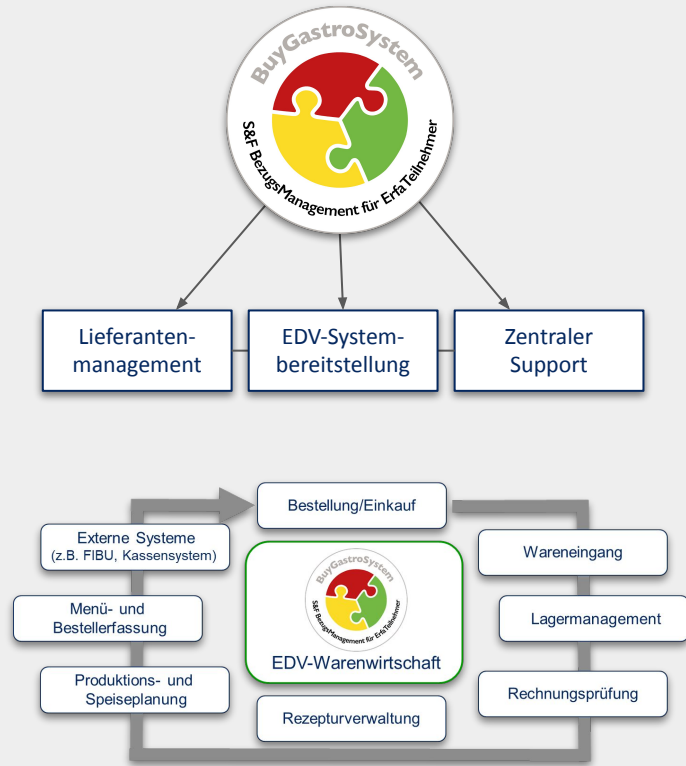 BuyGastroSystem
S&F BezugsManagement für ErfaTeilnehmer
Lieferanten-
management
EDV-System-
bereitstellung
Zentraler
Support
Bestellung/Einkauf
Externe Systeme
(z.B. FIBU, Kassensystem)
Wareneingang
BuyGastroSystem
S&F BezugsManagement für ErfaTeilnehmer
EDV-Warenwirtschaft
Menü- und
Bestellerfassung
Lagermanagement
Produktions- und
Speiseplanung
Rechnungsprüfung
Rezepturverwaltung